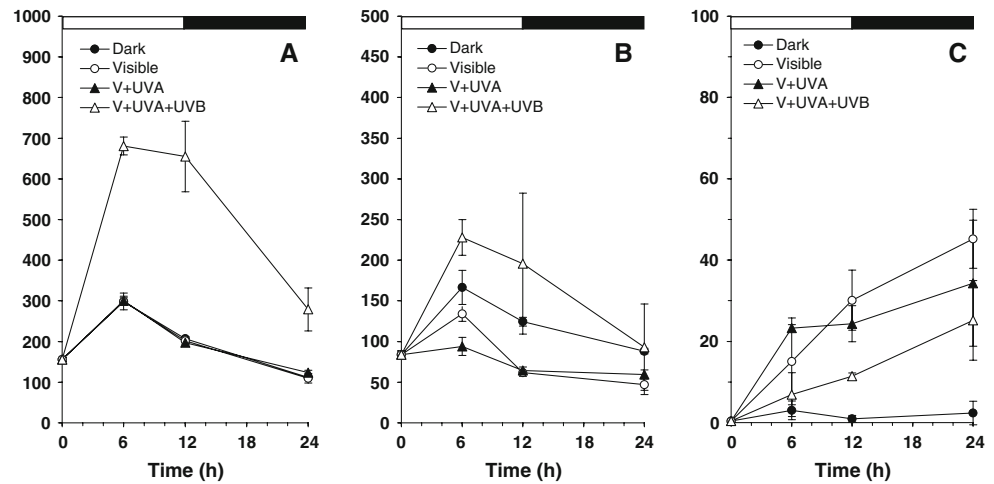 A
Dark
Visible
V+UVA
V+UVA+UVB
1000
900
800
700
600
500
400
300
200
100
0
0 6 12 18 24
Time (h)
B
Dark
Visible
V+UVA
V+UVA+UVB
500
450
400
350
300
250
200
150
100
50
0
0 6 12 18 24
Time (h)
C
Dark
Visible
V+UVA
V+UVA+UVB
100
80
60
40
20
0
0 6 12 18 24
Time (h)